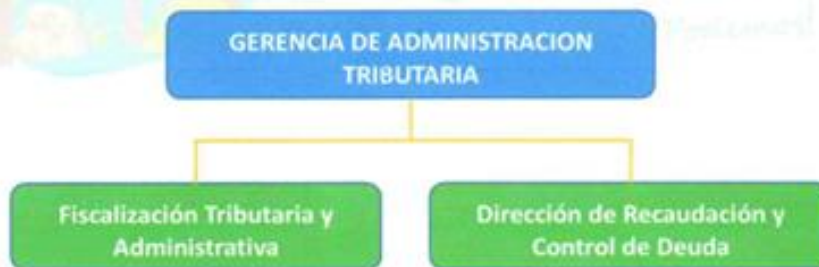 GERENCIA DE ADMINISTRACION
TRIBUTARIA
Fiscalización Tributaria y
Administrativa
Dirección de Recaudación y
Control de Deuda